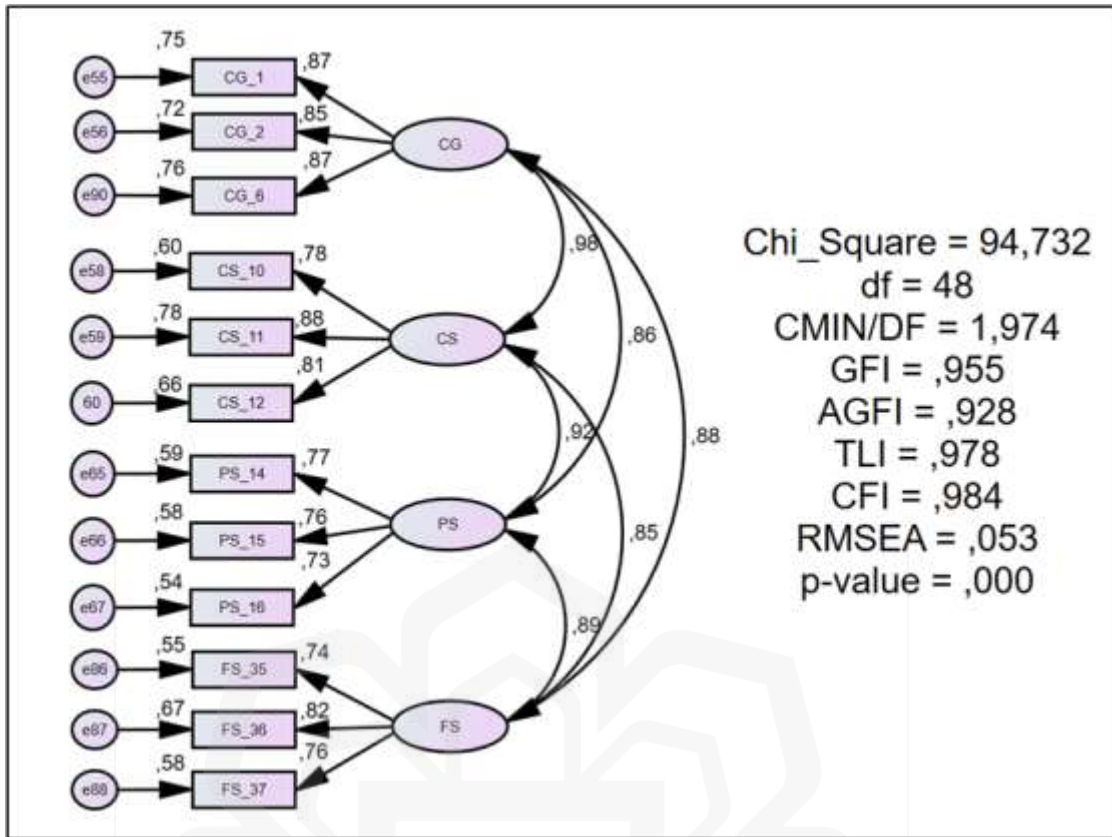 ,75
e55
CG_1
,87
,72
e56
CG_2
,85
CG
,76
e90
CG_6
,87
,60
e58
CS_10
,78
,98
,78
e59
CS_11
,88
CS
,66
60
CS_12
,81
,86
,59
e65
PS_14
,77
,92
,88
,58
e66
PS_15
,76
PS
,54
e67
PS_16
,73
,85
,55
e86
FS_35
,74
,89
,67
e87
FS_36
,82
FS
,58
e88
FS_37
,76
Chi_Square = 94,732
df = 48
CMIN/DF = 1,974
GFI = ,955
AGFI = ,928
TLI = ,978
CFI = ,984
RMSEA = ,053
p-value = ,000